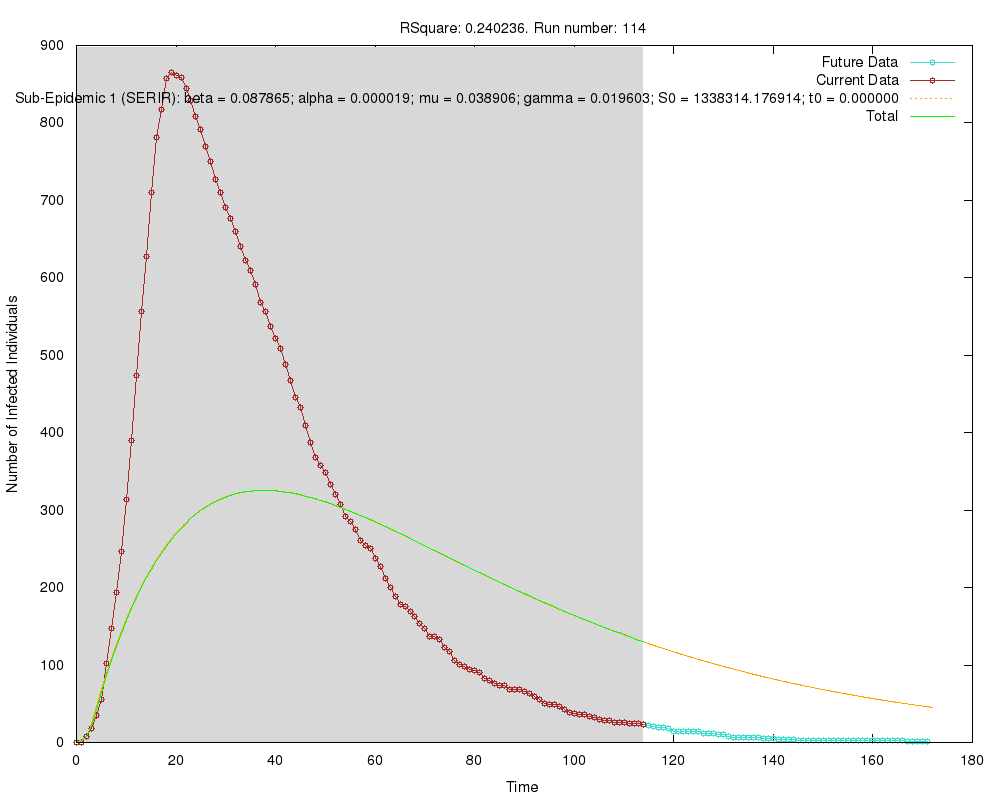 RSquare: 0.240236. Run number: 114
Future Data
Current Data
Sub-Epidemic 1 (SERIR): beta = 0.087865; alpha = 0.000019; mu = 0.038906; gamma = 0.019603; S0 = 1338314.176914; t0 = 0.000000
Total
Number of Infected Individuals
900
800
700
600
500
400
300
200
100
0
0 20 40 60 80 100 120 140 160 180
Time